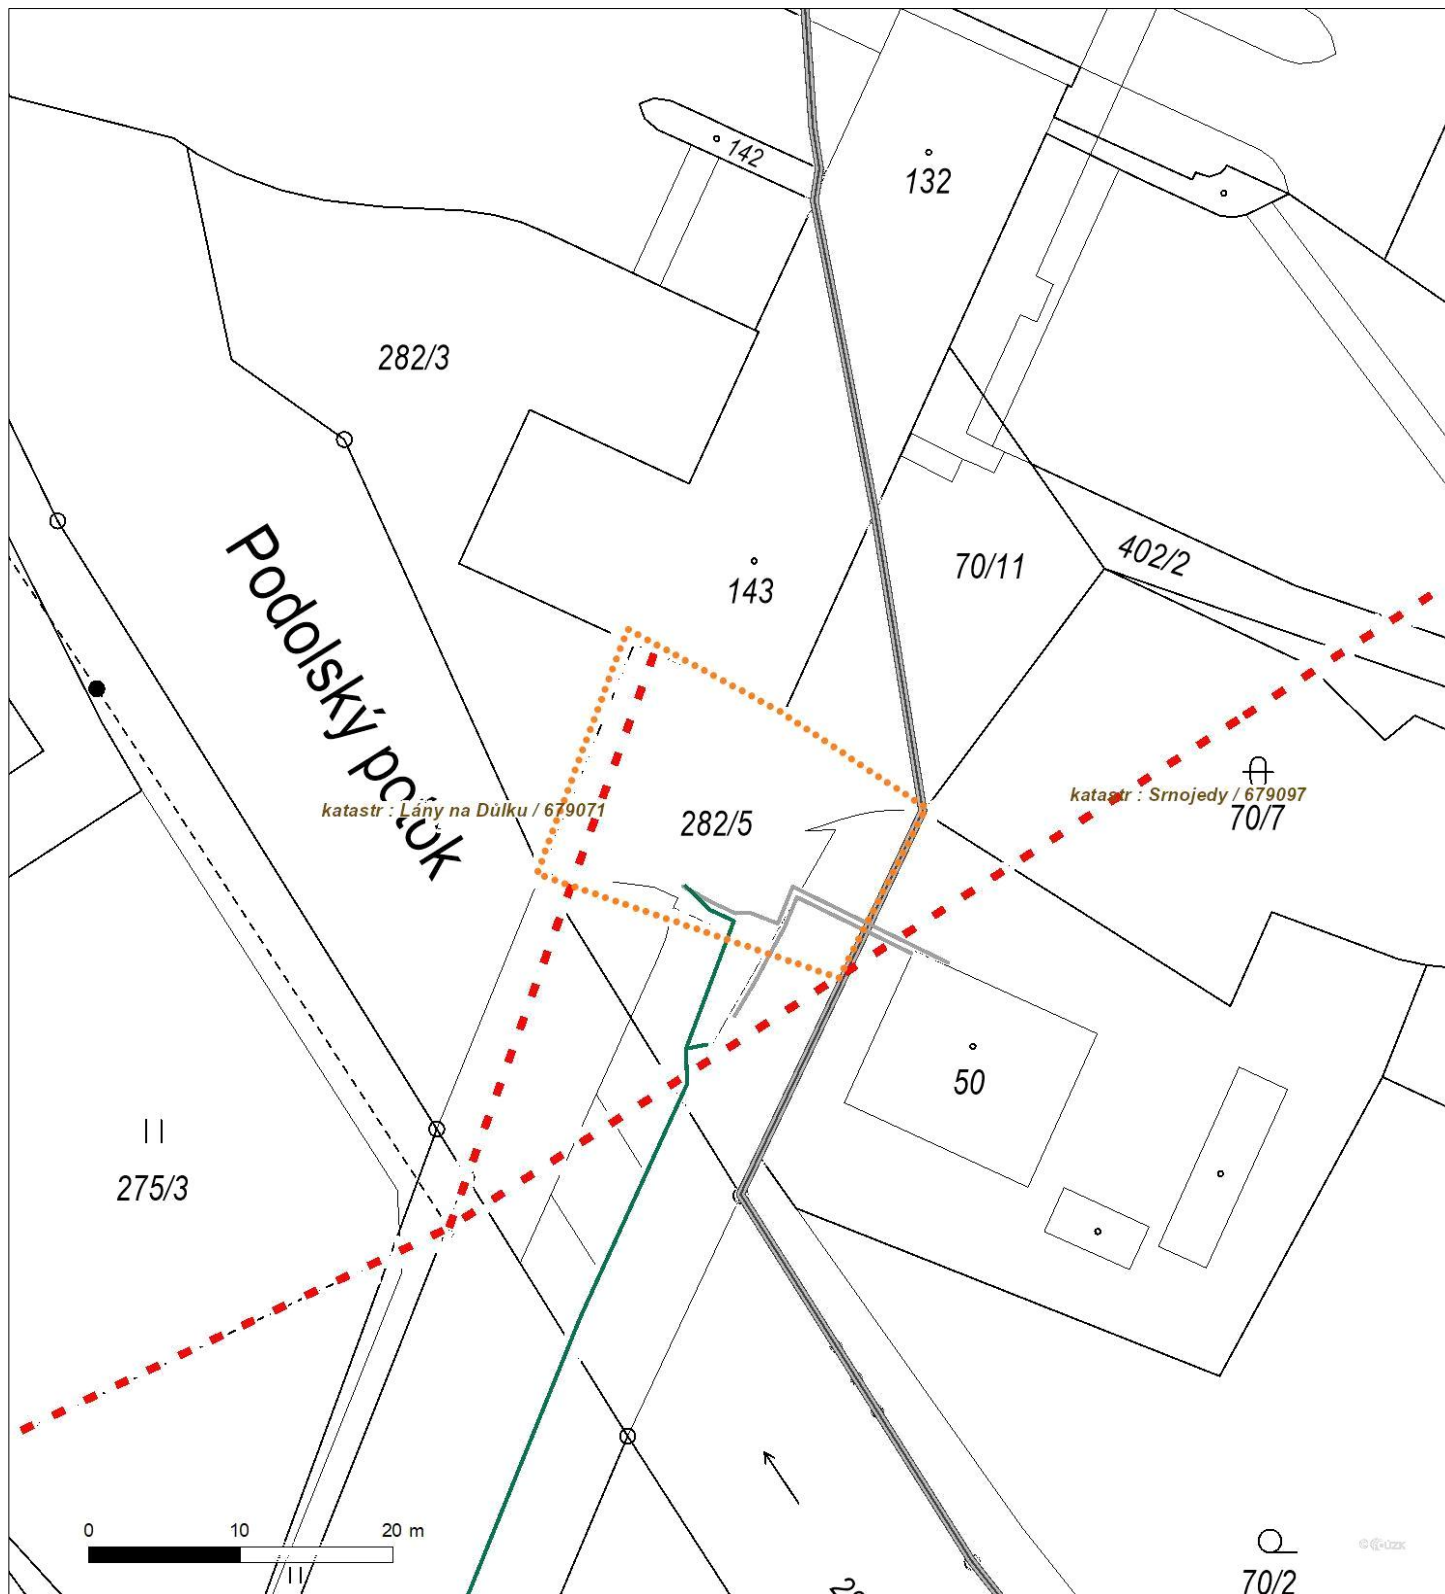 142
132
282/3
402/2
70/11
143
Podolský potok
katastr : Lány na Důlku / 679071
katastr : Srnojedy / 679097
282/5
70/7
50
275/3
0 10 20 m
70/2